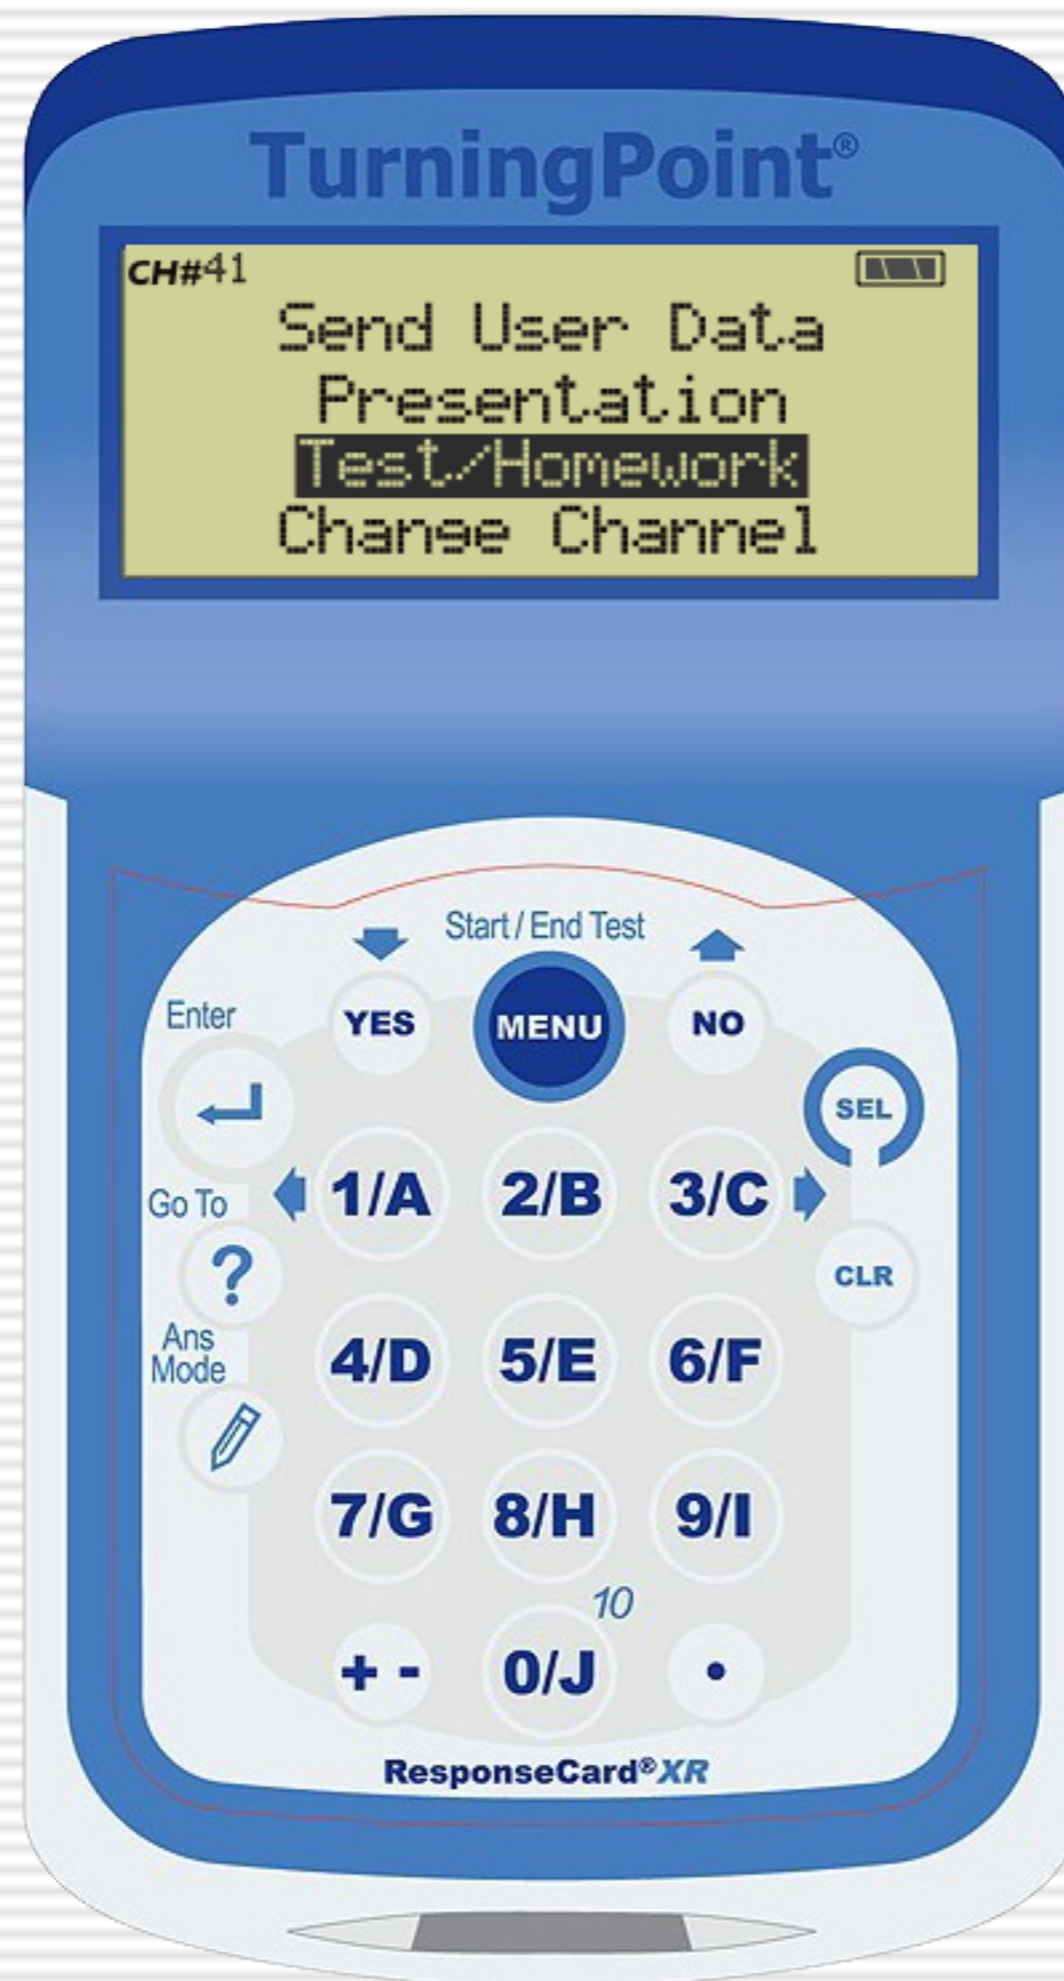 TurningPoint®
CH#41
Send User Data
Presentation
Test/Homework
Change Channel
Start / End Test
Enter
YES MENU NO
SEL
Go To
1/A 2/B 3/C
? CLR
Ans
Mode
4/D 5/E 6/F
7/G 8/H 9/I
10
+ - 0/J •
ResponseCard®XR